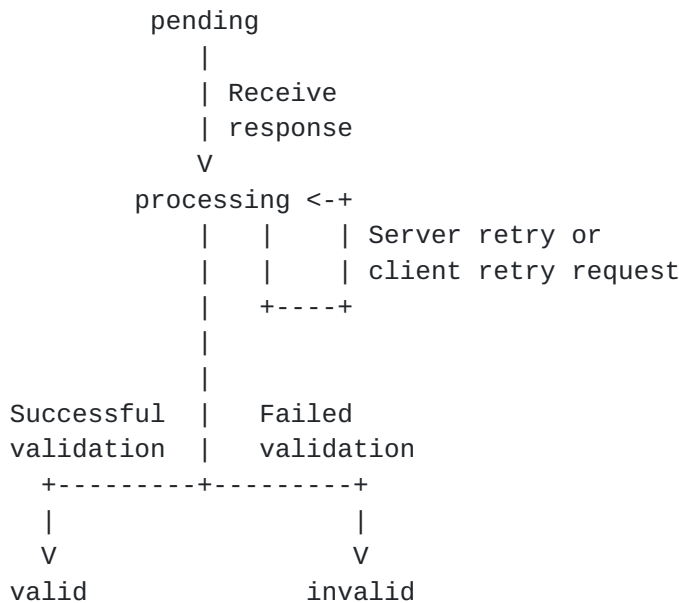 pending
|
| Receive
| response
V
processing <-+
| | | Server retry or
| | | client retry request
| +----+
|
|
Successful | Failed
validation | validation
+---------+---------+
| |
V V
valid invalid